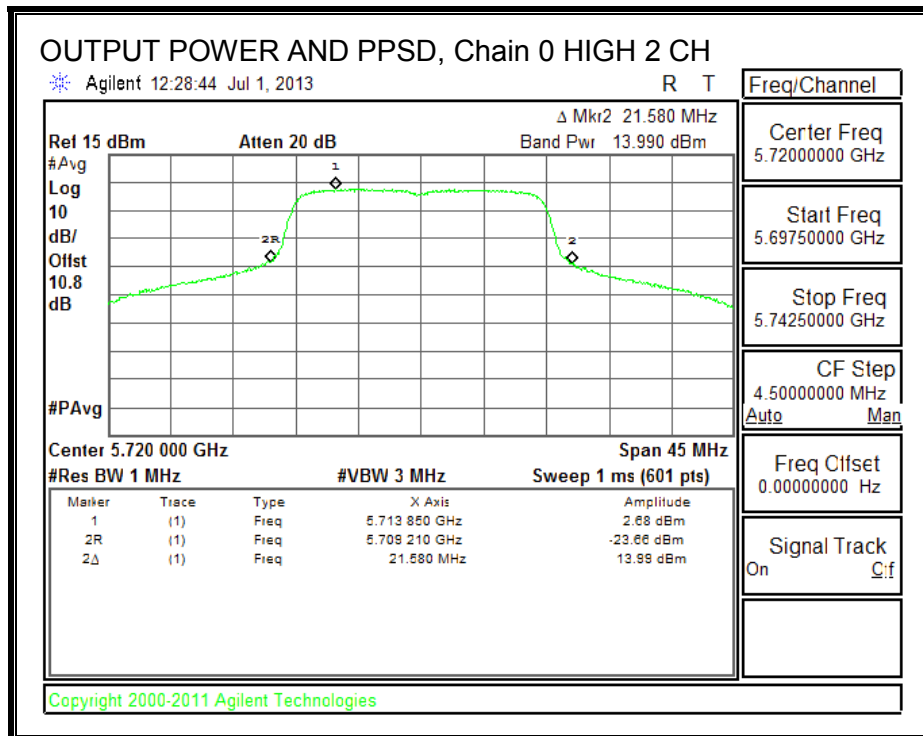 OUTPUT POWER AND PPSD, Chain 0 HIGH 2 CH
Agilent 12:28:44 Jul 1, 2013 R T
Δ Mkr2 21.580 MHz
Ref 15 dBm Atten 20 dB Band Pwr 13.990 dBm
#Avg
Log
10
dB/
Offst
10.8
dB
#PAvg
1
2R
2
Center 5.720 000 GHz Span 45 MHz
#Res BW 1 MHz #VBW 3 MHz Sweep 1 ms (601 pts)
Marker Trace Type X Axis Amplitude
1 (1) Freq 5.713 850 GHz 2.68 dBm
2R (1) Freq 5.709 210 GHz -23.66 dBm
2Δ (1) Freq 21.580 MHz 13.99 dBm
Freq/Channel
Center Freq
5.72000000 GHz
Start Freq
5.69750000 GHz
Stop Freq
5.74250000 GHz
CF Step
4.50000000 MHz
Auto Man
Freq Offset
0.00000000 Hz
Signal Track
On Off
Copyright 2000-2011 Agilent Technologies